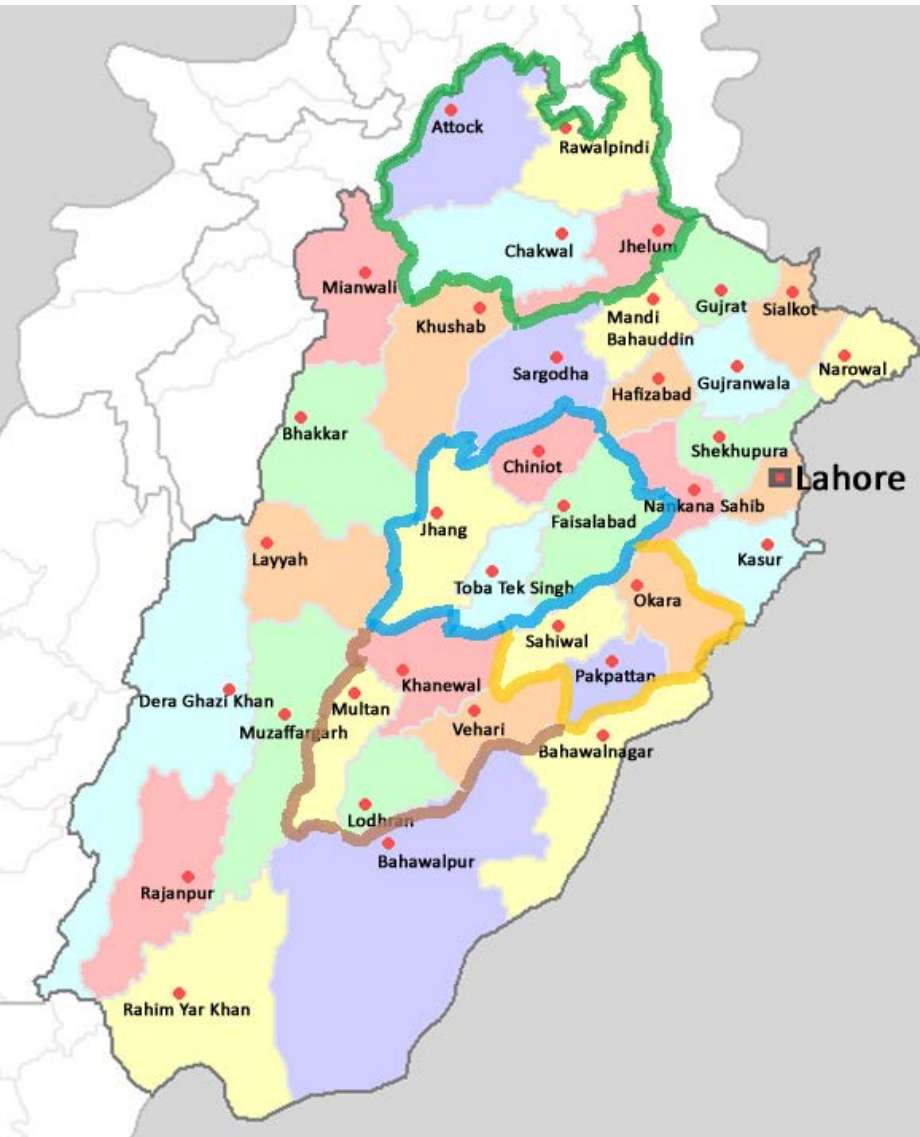 Attock
Rawalpindi
Chakwal
Jhelum
Mianwali
Khushab
Mandi
Bahauddin
Gujrat
Sialkot
Sargodha
Hafizabad
Gujranwala
Narowal
Bhakkar
Chiniot
Shekhupura
Lahore
Nankana Sahib
Jhang
Faisalabad
Layyah
Toba Tek Singh
Kasur
Okara
Sahiwal
Pakpattan
Khanewal
Dera Ghazi Khan
Multan
Muzaffargarh
Vehari
Bahawalnagar
Lodhran
Bahawalpur
Rajanpur
Rahim Yar Khan